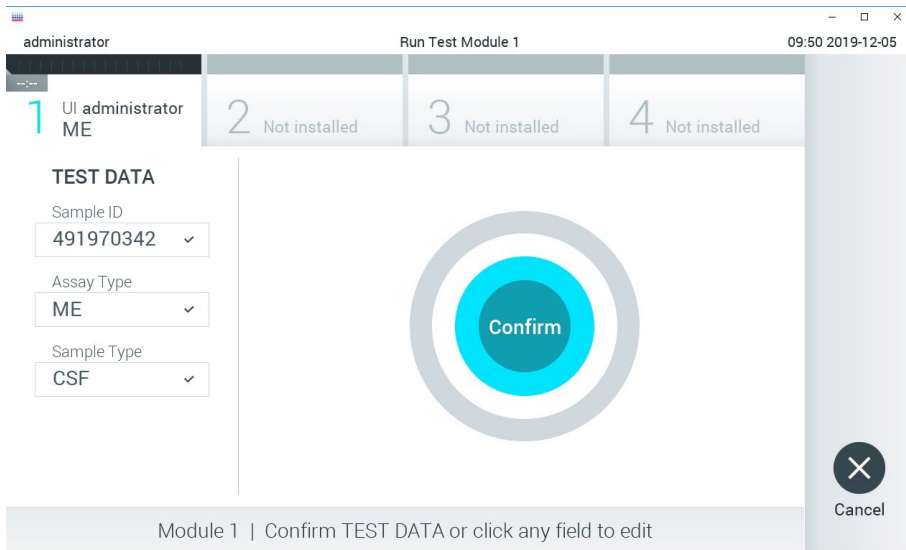 administrator
Run Test Module 1
09:50 2019-12-05
--:--
1 UI administrator
ME
2 Not installed
3 Not installed
4 Not installed
TEST DATA
Sample ID
491970342
Assay Type
ME
Sample Type
CSF
Confirm
Cancel
Module 1 | Confirm TEST DATA or click any field to edit